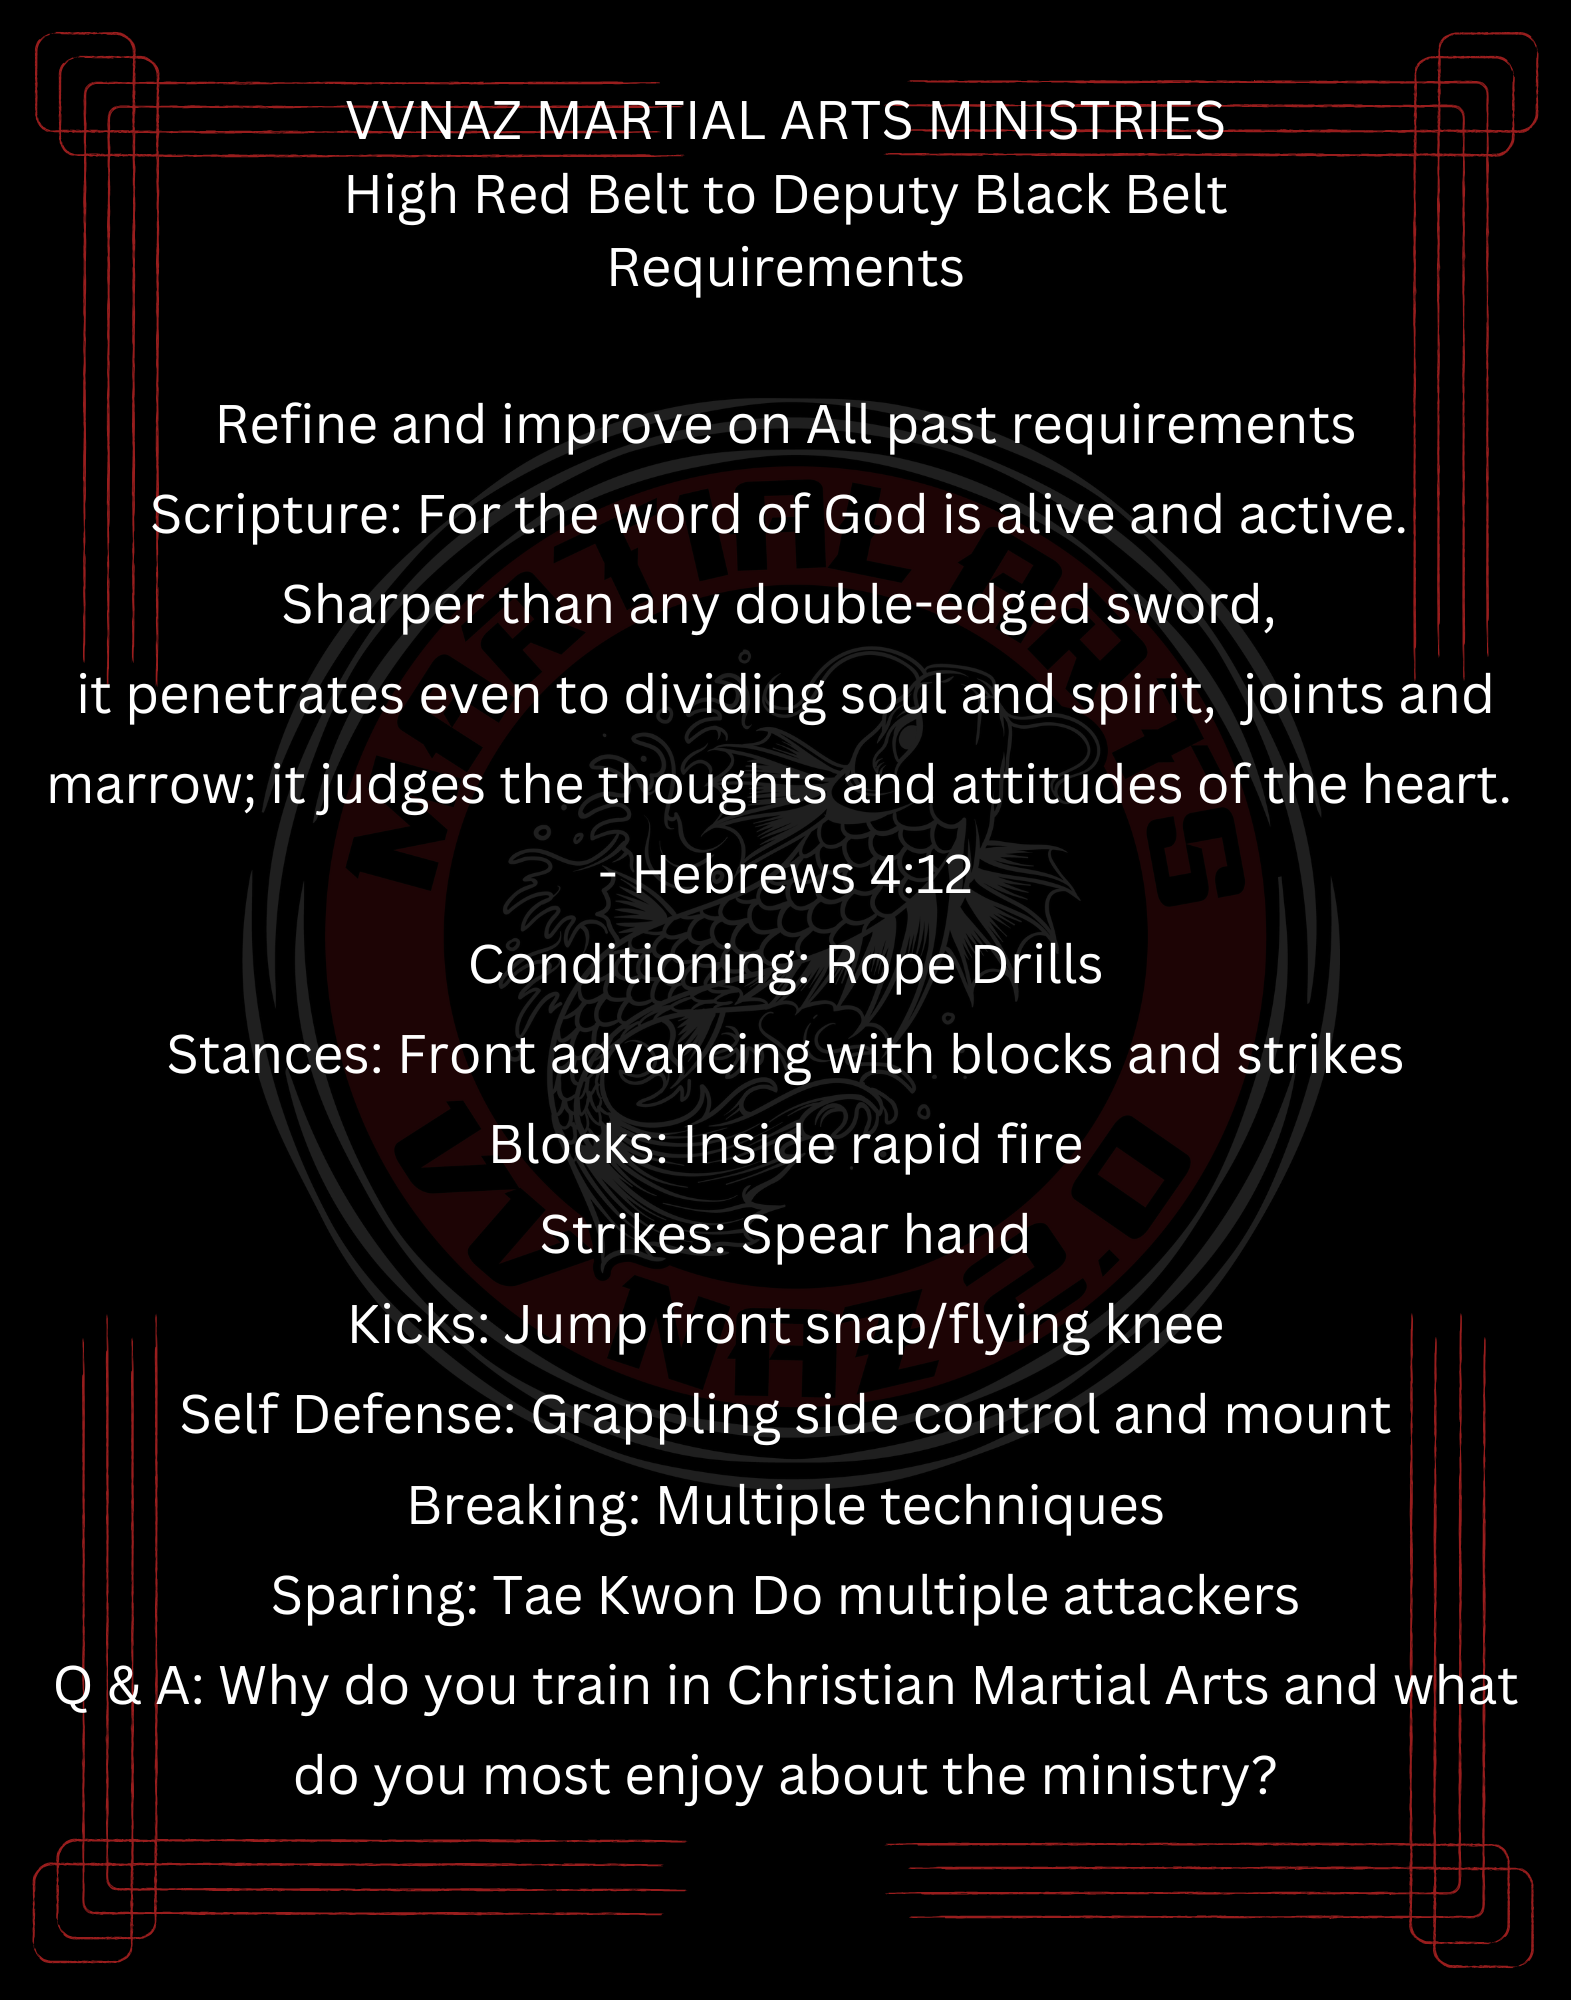 VVNAZ MARTIAL ARTS MINISTRIES
High Red Belt to Deputy Black Belt
Requirements
Refine and improve on All past requirements
Scripture: For the word of God is alive and active.
Sharper than any double-edged sword,
it penetrates even to dividing soul and spirit,  joints and
marrow; it judges the thoughts and attitudes of the heart.
- Hebrews 4:12
Conditioning: Rope Drills
Stances: Front advancing with blocks and strikes
Blocks: Inside rapid fire
Strikes: Spear hand
Kicks: Jump front snap/flying knee
Self Defense: Grappling side control and mount
Breaking: Multiple techniques
Sparing: Tae Kwon Do multiple attackers
Q & A: Why do you train in Christian Martial Arts and what
do you most enjoy about the ministry?
MARTIAL ARTS
VV NAZ